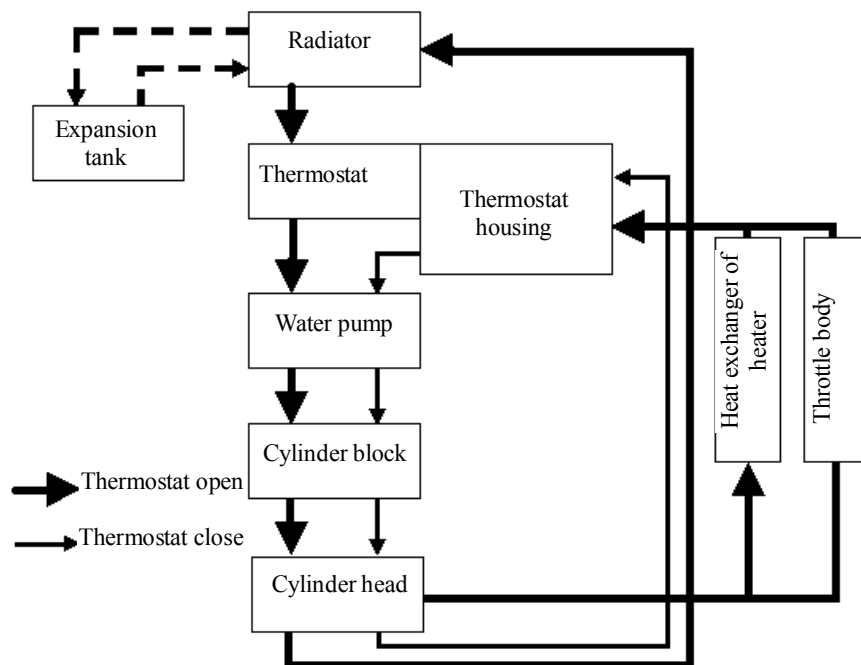 Radiator
Expansion
tank
Thermostat
Thermostat
housing
Water pump
Heat exchanger of
heater
Throttle body
Cylinder block
Thermostat open
Thermostat close
Cylinder head